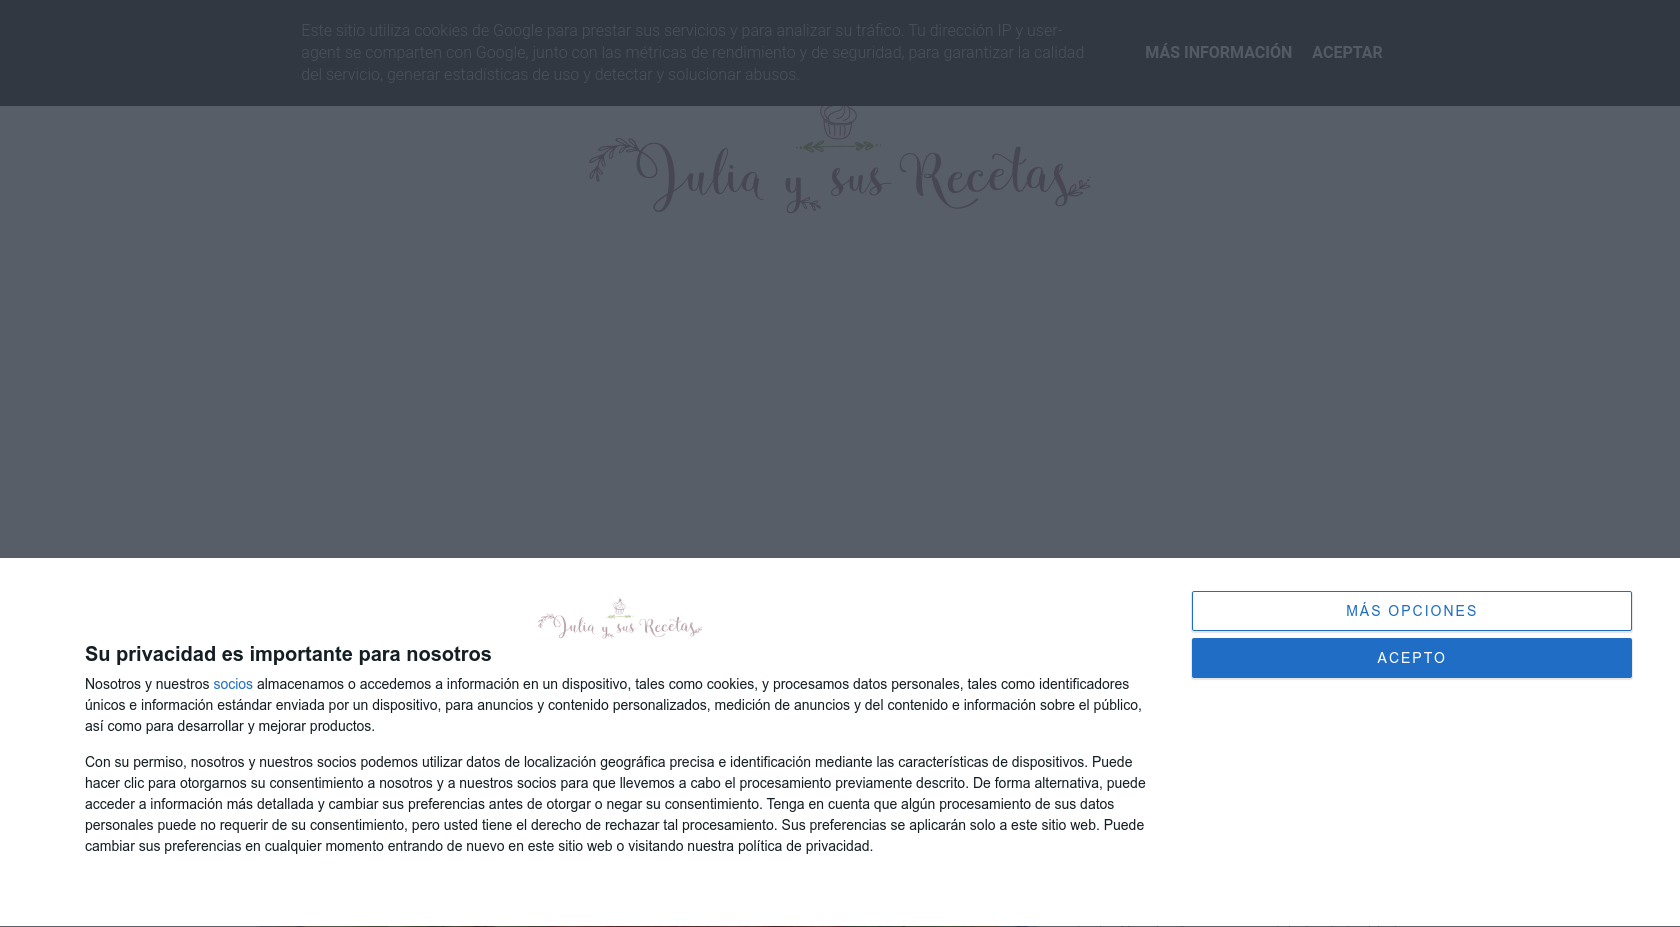 Este sitio utiliza cookies de Google para prestar sus servicios y para analizar su tráfico. Tu dirección IP y user-
agent se comparten con Google, junto con las métricas de rendimiento y de seguridad, para garantizar la calidad
del servicio, generar estadísticas de uso y detectar y solucionar abusos.
MÁS INFORMACIÓN ACEPTAR
Julia y sus Recetas
Julia y sus Recetas
Su privacidad es importante para nosotros
Nosotros y nuestros socios almacenamos o accedemos a información en un dispositivo, tales como cookies, y procesamos datos personales, tales como identificadores
únicos e información estándar enviada por un dispositivo, para anuncios y contenido personalizados, medición de anuncios y del contenido e información sobre el público,
así como para desarrollar y mejorar productos.
Con su permiso, nosotros y nuestros socios podemos utilizar datos de localización geográfica precisa e identificación mediante las características de dispositivos. Puede
hacer clic para otorgarnos su consentimiento a nosotros y a nuestros socios para que llevemos a cabo el procesamiento previamente descrito. De forma alternativa, puede
acceder a información más detallada y cambiar sus preferencias antes de otorgar o negar su consentimiento. Tenga en cuenta que algún procesamiento de sus datos
personales puede no requerir de su consentimiento, pero usted tiene el derecho de rechazar tal procesamiento. Sus preferencias se aplicarán solo a este sitio web. Puede
cambiar sus preferencias en cualquier momento entrando de nuevo en este sitio web o visitando nuestra política de privacidad.
MÁS OPCIONES
ACEPTO